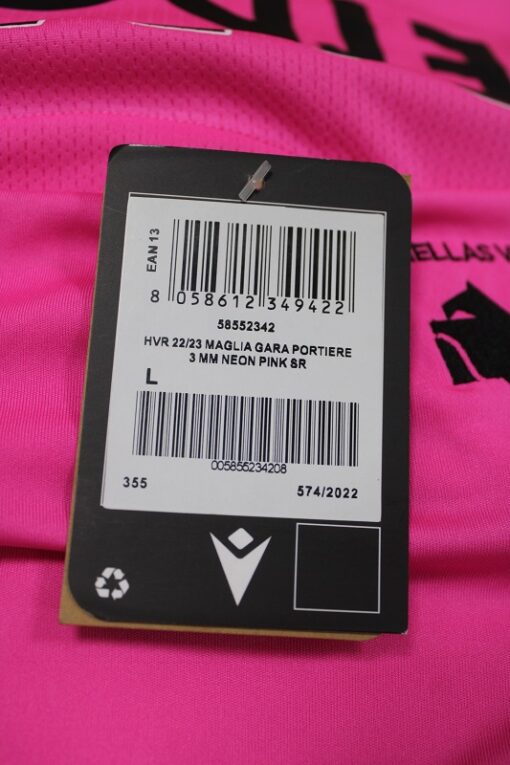 EAN 13
8 058612 349422
58552342
HVR 22/23 MAGLIA GARA PORTIERE
3 MM NEON PINK SR
L
005855234208
355 574/2022
ELLAS V